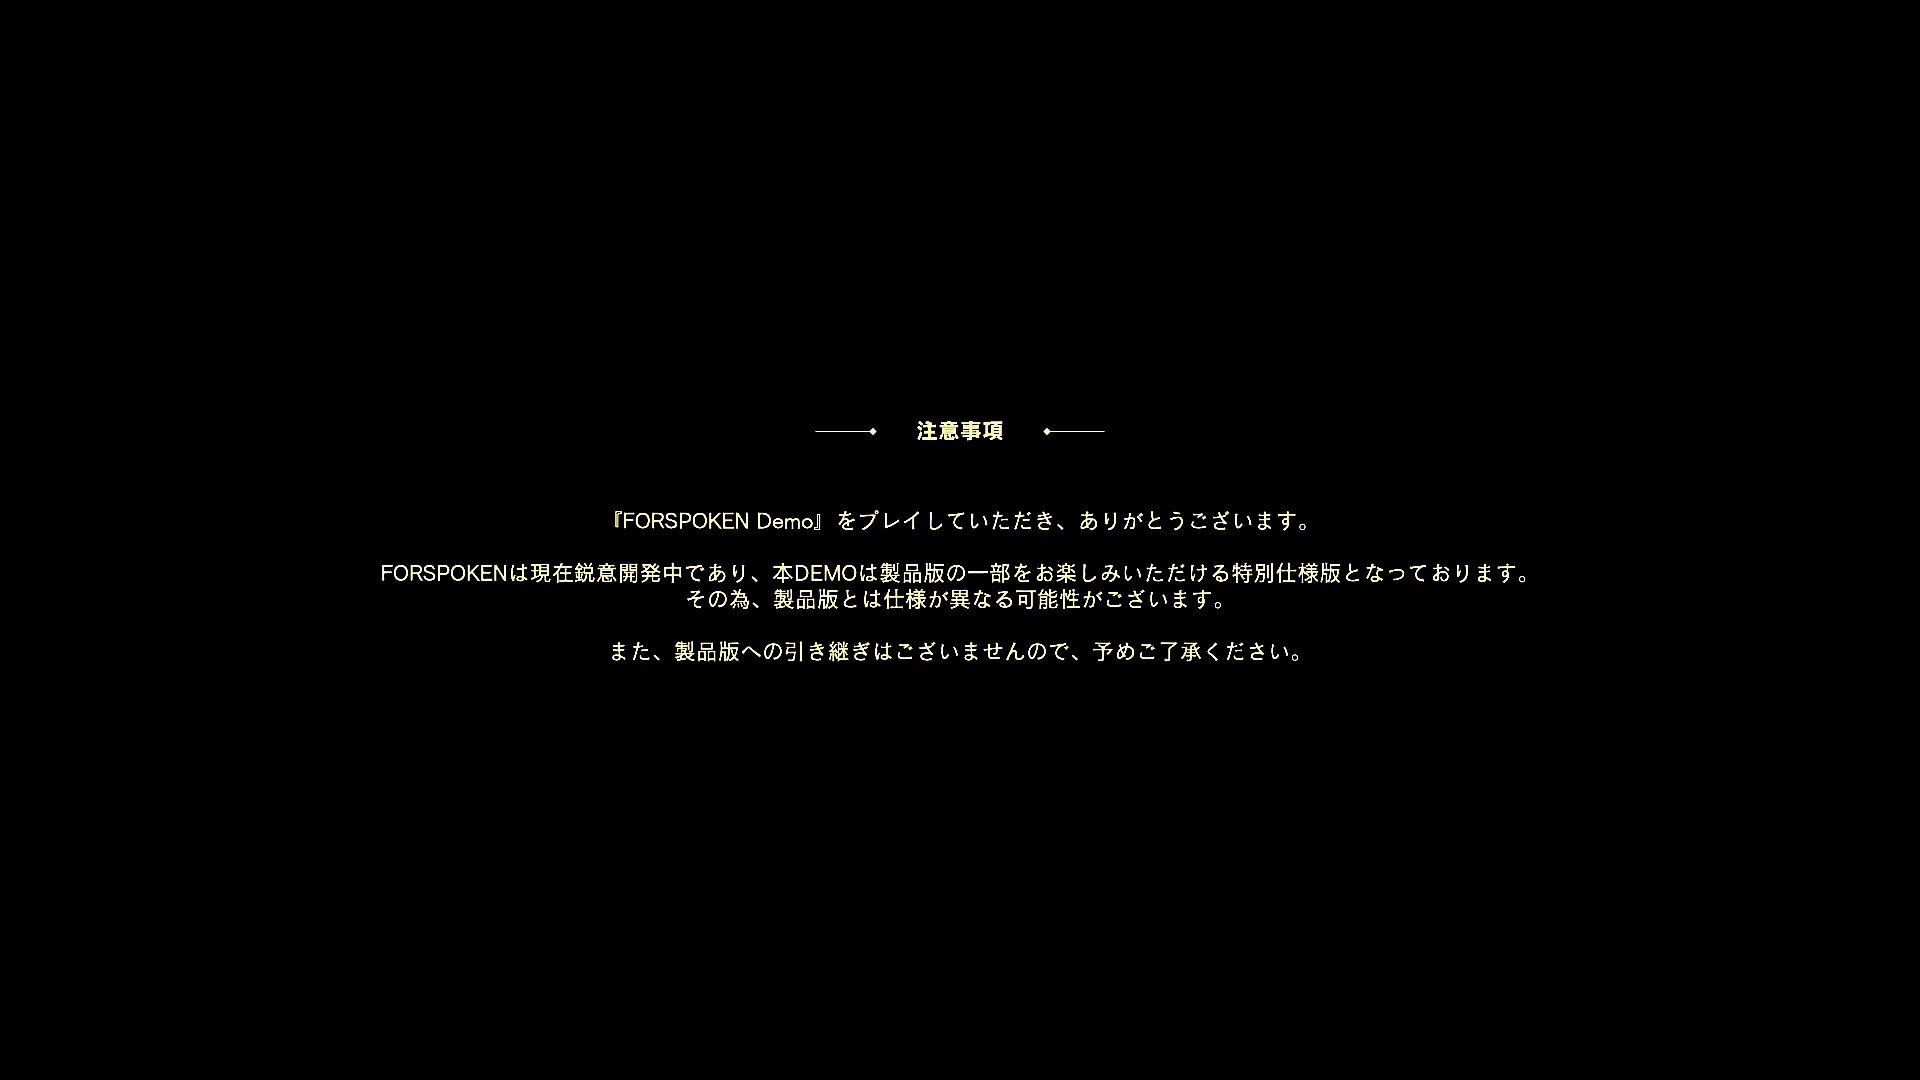 注意事項
『FORSPOKEN Demo』をプレイしていただき、ありがとうございます。
FORSPOKENは現在鋭意開発中であり、本DEMOは製品版の一部をお楽しみいただける特別仕様版となっております。
その為、製品版とは仕様が異なる可能性がございます。
また、製品版への引き継ぎはございませんので、予めご了承ください。